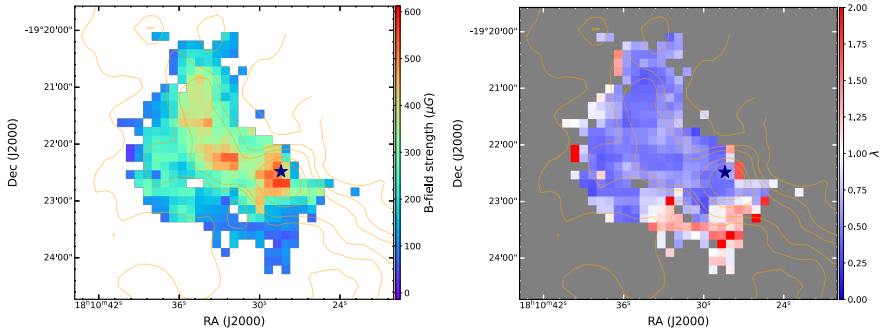 -19°20'00"
21'00"
22'00"
23'00"
24'00"
Dec (J2000)
18ʰ10ᵐ42ˢ
36ˢ
30ˢ
24ˢ
RA (J2000)
600
500
400
300
200
100
0
B-field strength (μG)
-19°20'00"
21'00"
22'00"
23'00"
24'00"
Dec (J2000)
18ʰ10ᵐ42ˢ
36ˢ
30ˢ
24ˢ
RA (J2000)
2.00
1.75
1.50
1.25
1.00
0.75
0.50
0.25
0.00
λ